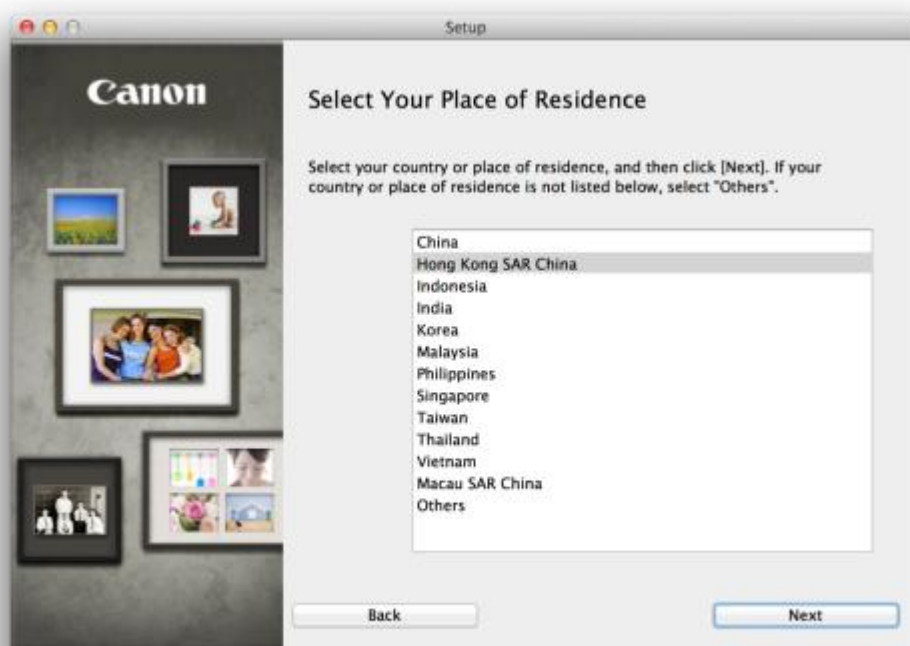 Setup
Canon
Select Your Place of Residence
Select your country or place of residence, and then click [Next]. If your
country or place of residence is not listed below, select "Others".
China
Hong Kong SAR China
Indonesia
India
Korea
Malaysia
Philippines
Singapore
Taiwan
Thailand
Vietnam
Macau SAR China
Others
Back
Next